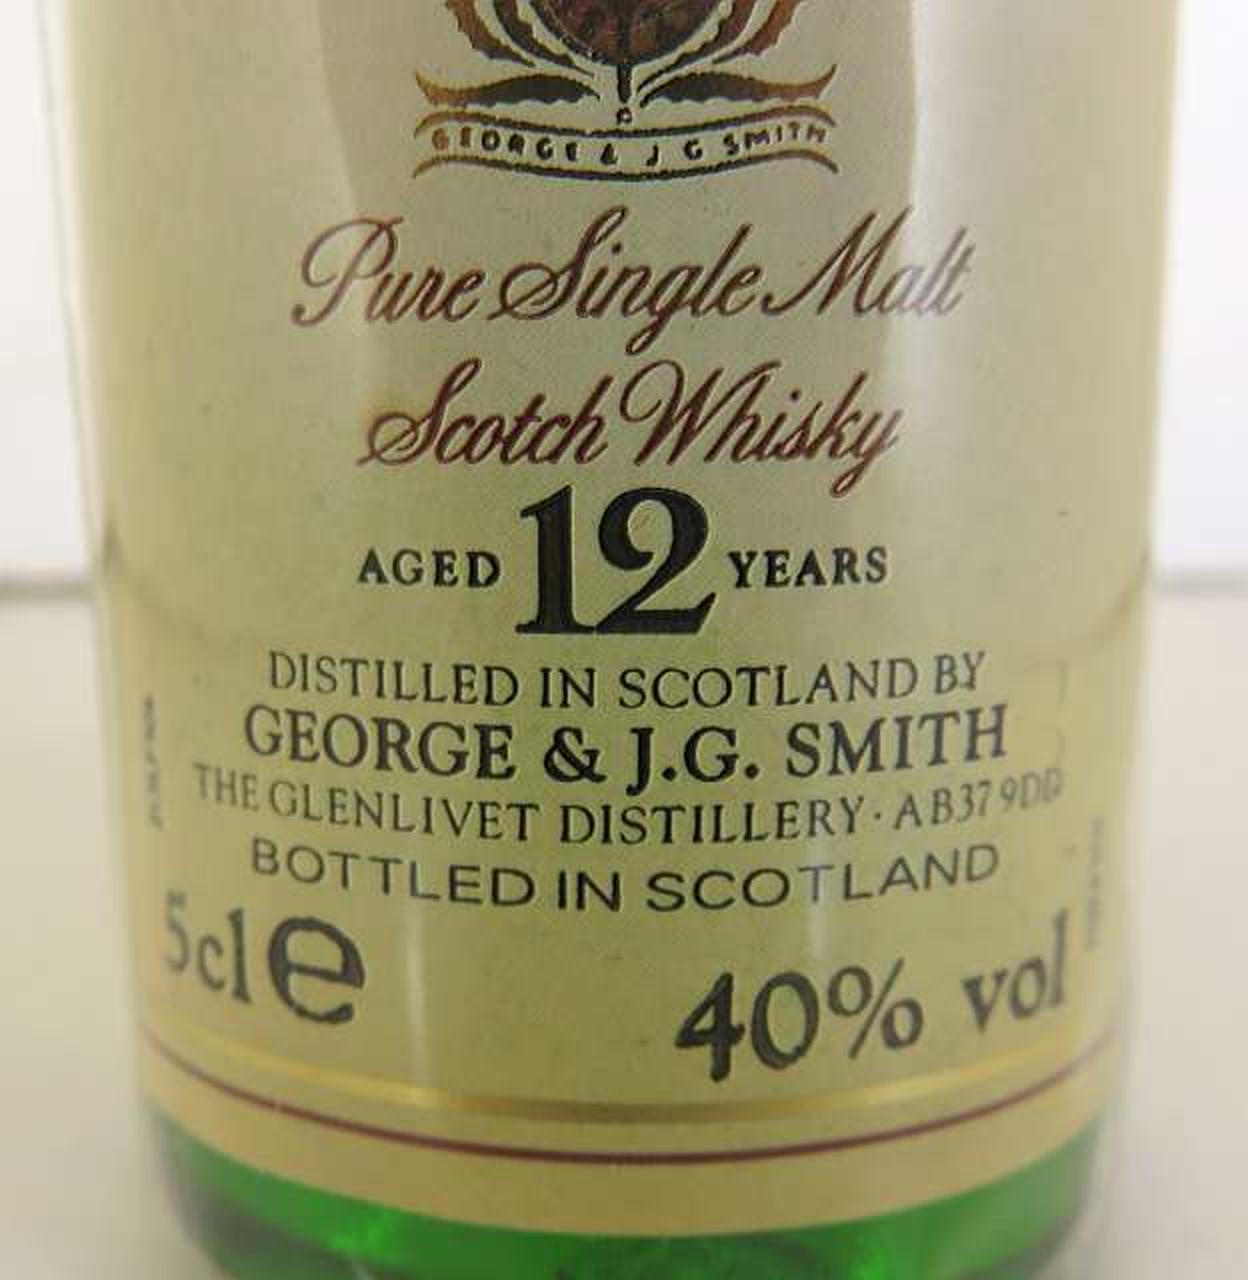 GEORGE & J G SMITH
Pure Single Malt
Scotch Whisky
AGED 12 YEARS
DISTILLED IN SCOTLAND BY
GEORGE & J.G. SMITH
THE GLENLIVET DISTILLERY · AB37 9DD
BOTTLED IN SCOTLAND
5cl e 40% vol